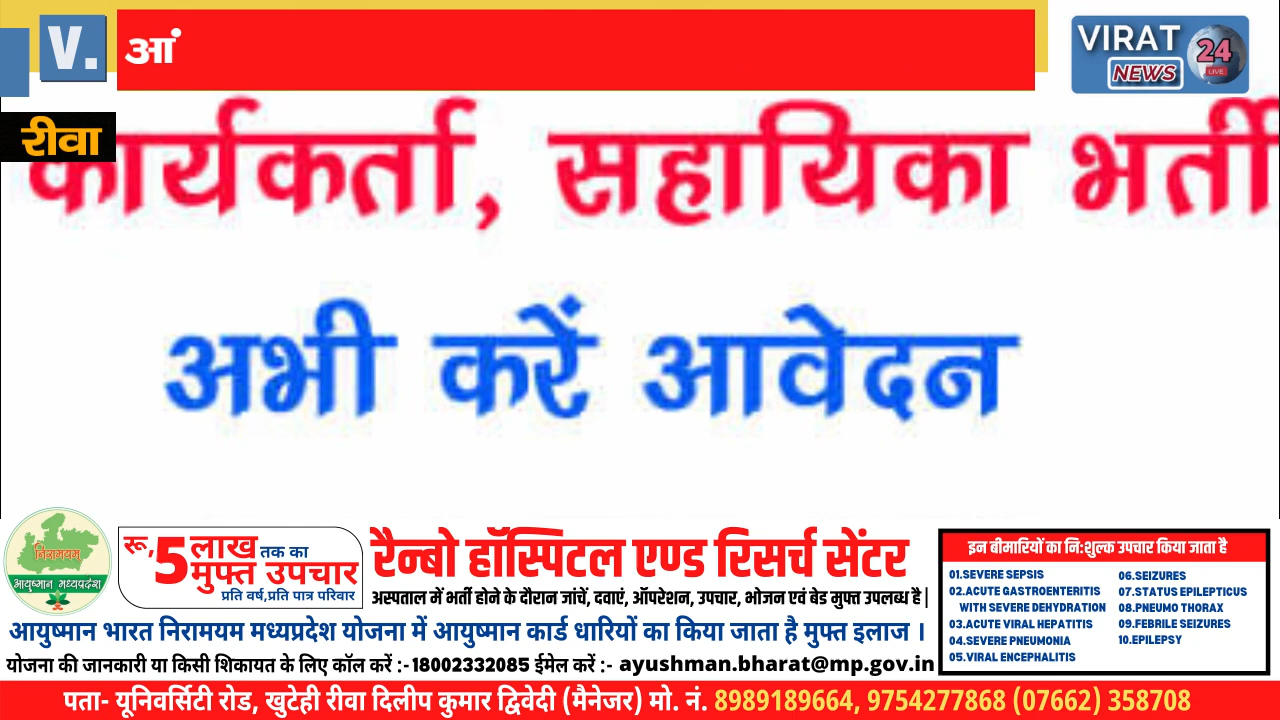 V.
आं
VIRAT
24
LIVE
NEWS
रीवा
कार्यकर्ता, सहायिका भर्ती
अभी करें आवेदन
निरामयम
आयुष्मान मध्यप्रदेश
रू,5 लाख तक का
मुफ्त उपचार
प्रति वर्ष,प्रति पात्र परिवार
रैन्बो हॉस्पिटल एण्ड रिसर्च सेंटर
अस्पताल में भर्ती होने के दौरान जांचें, दवाएं, ऑपरेशन, उपचार, भोजन एवं बेड मुफ्त उपलब्ध है|
आयुष्मान भारत निरामयम मध्यप्रदेश योजना में आयुष्मान कार्ड धारियों का किया जाता है मुफ्त इलाज ।
योजना की जानकारी या किसी शिकायत के लिए कॉल करें :-18002332085 ईमेल करें :- ayushman.bharat@mp.gov.in
इन बीमारियों का नि:शुल्क उपचार किया जाता है
01.SEVERE SEPSIS
02.ACUTE GASTROENTERITIS
WITH SEVERE DEHYDRATION
03.ACUTE VIRAL HEPATITIS
04.SEVERE PNEUMONIA
05.VIRAL ENCEPHALITIS
06.SEIZURES
07.STATUS EPILEPTICUS
08.PNEUMO THORAX
09.FEBRILE SEIZURES
10.EPILEPSY
पता- यूनिवर्सिटी रोड, खुटेही रीवा दिलीप कुमार द्विवेदी (मैनेजर) मो. नं. 8989189664, 9754277868 (07662) 358708